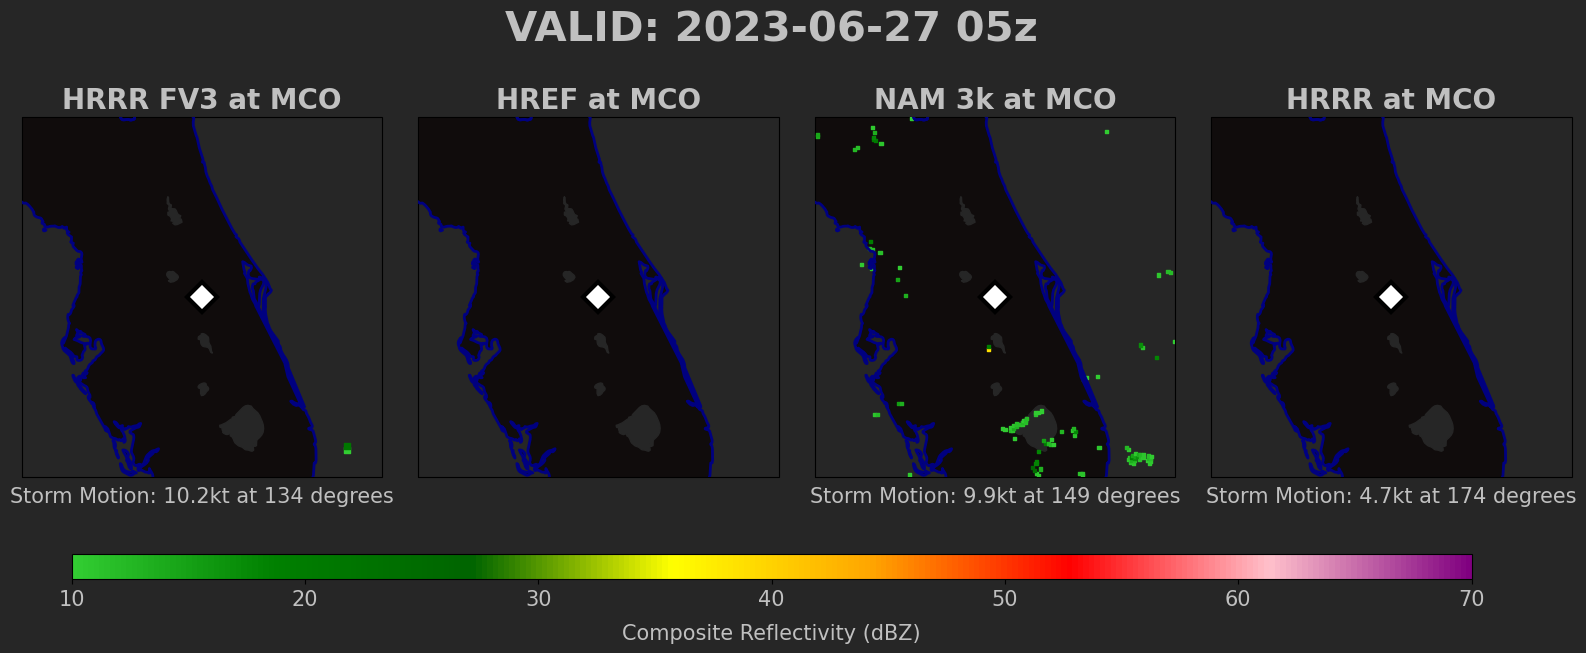 VALID: 2023-06-27 05z
HRRR FV3 at MCO
HREF at MCO
NAM 3k at MCO
HRRR at MCO
Storm Motion: 10.2kt at 134 degrees
Storm Motion: 9.9kt at 149 degrees
Storm Motion: 4.7kt at 174 degrees
10 20 30 40 50 60 70
Composite Reflectivity (dBZ)